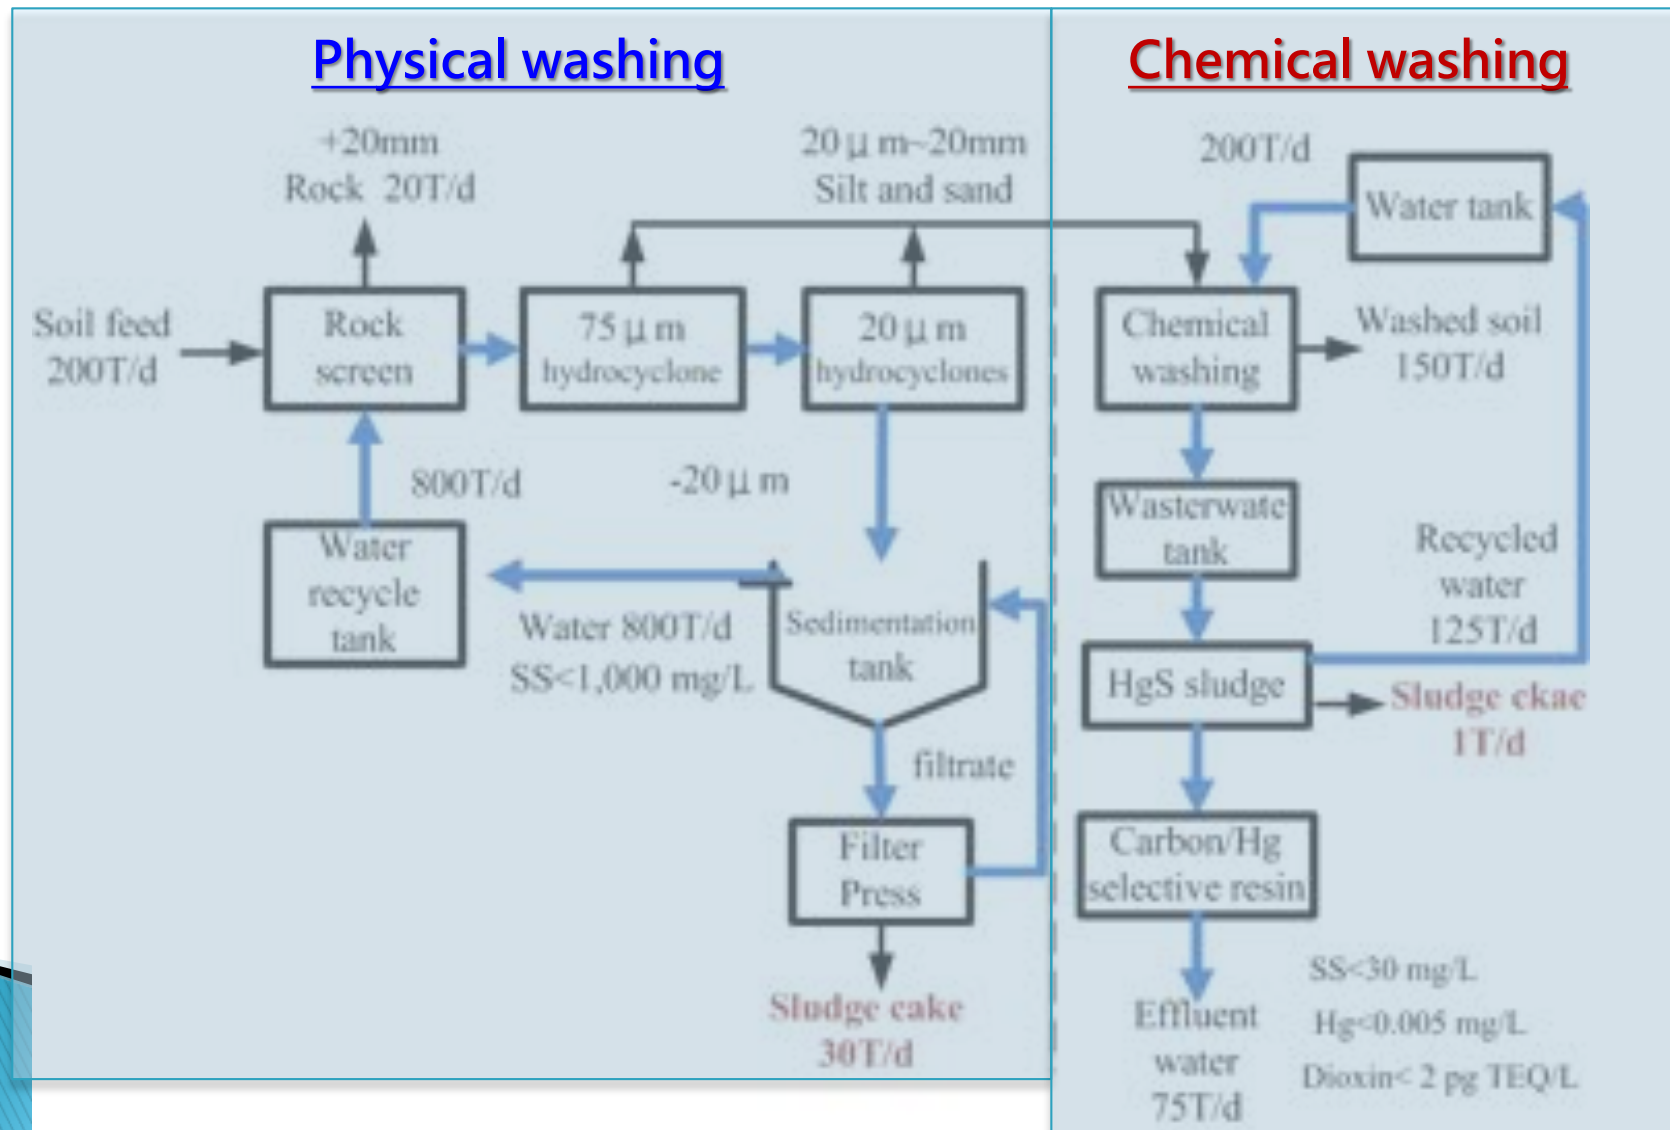 Physical washing
Chemical washing
+20mm
Rock 20T/d
20μm~20mm
Silt and sand
200T/d
Water tank
Soil feed
200T/d
Rock
screen
75μm
hydrocyclone
20μm
hydrocyclones
Chemical
washing
Washed soil
150T/d
800T/d
-20μm
Wasterwate
tank
Water
recycle
tank
Water 800T/d
SS<1,000 mg/L
Sedimentation
tank
Recycled
water
125T/d
HgS sludge
Sludge ckae
1T/d
filtrate
Filter
Press
Carbon/Hg
selective resin
Sludge cake
30T/d
Effluent
water
75T/d
SS<30 mg/L
Hg<0.005 mg/L
Dioxin< 2 pg TEQ/L